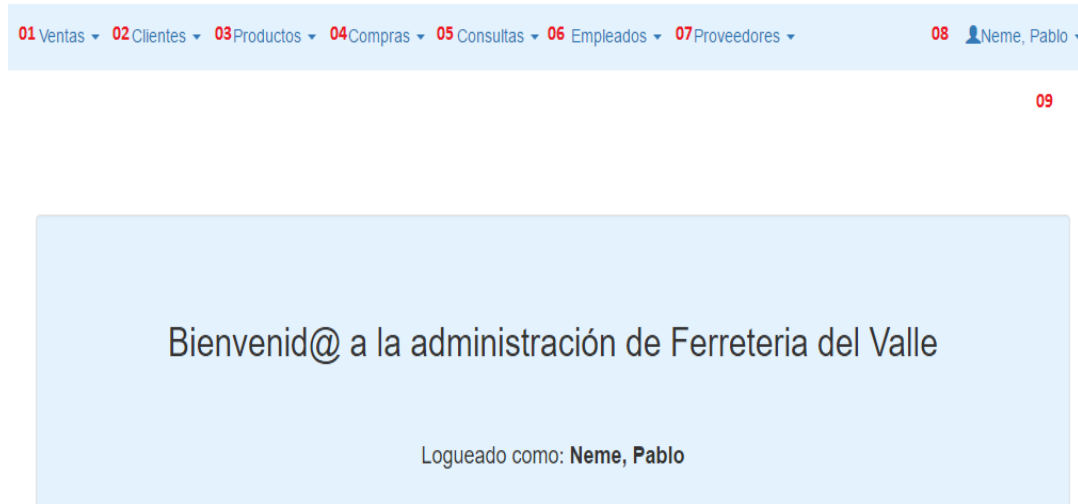 01 Ventas 02 Clientes 03 Productos 04 Compras 05 Consultas 06 Empleados 07 Proveedores 08 Neme, Pablo
09
Bienvenid@ a la administración de Ferreteria del Valle
Logueado como: Neme, Pablo